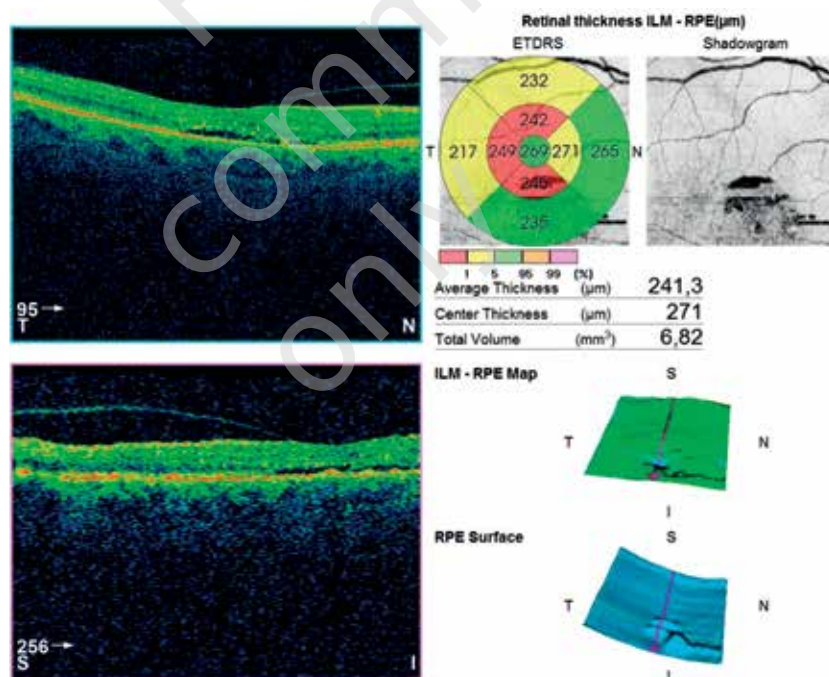 Retinal thickness ILM - RPE(µm)
ETDRS
Shadowgram
232
242
T 217 249 269 271 265 N
245
235
1 5 95 99 (%)
Average Thickness (µm) 241,3
Center Thickness (µm) 271
Total Volume (mm³) 6,82
95
T N
ILM - RPE Map
S
T N
I
256
S I
RPE Surface
S
T N
I
comm
only